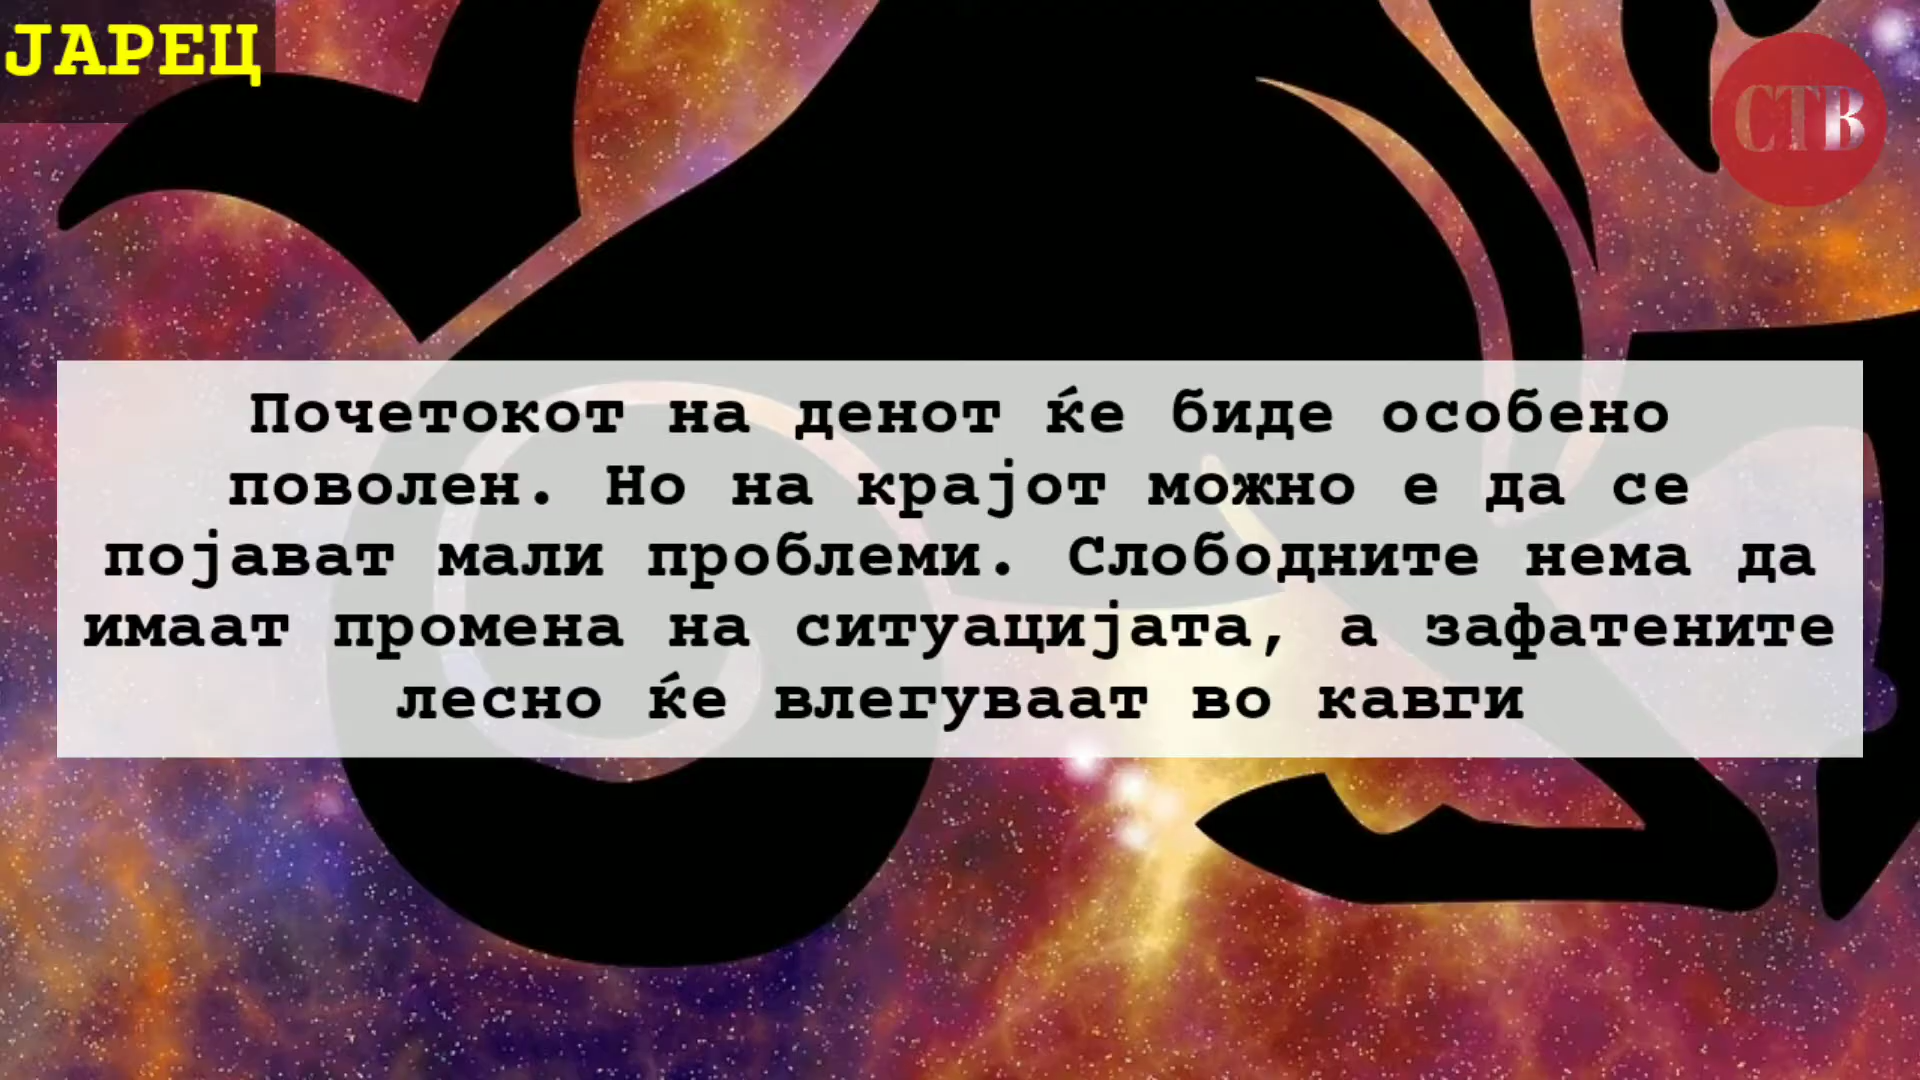 ЈАРЕЦ
СТВ
Почетокот на денот ќе биде особено
поволен. Но на крајот можно е да се
појават мали проблеми. Слободните нема да
имаат промена на ситуацијата, а зафатените
лесно ќе влегуваат во кавги